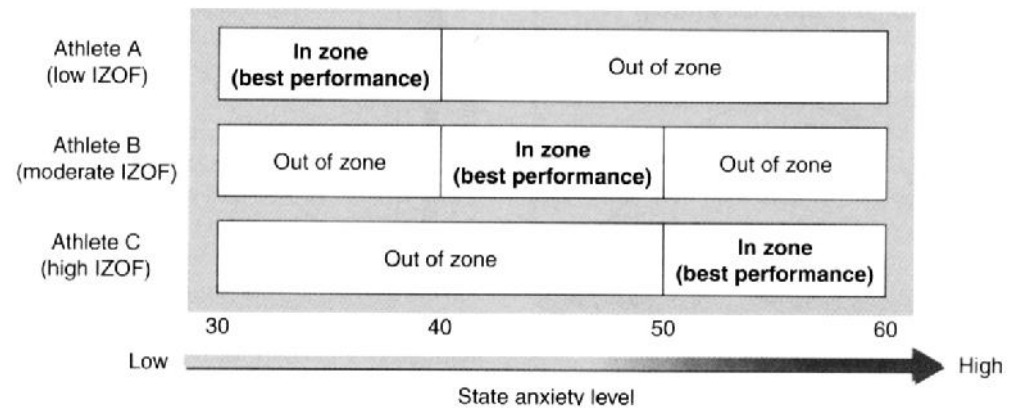 Athlete A
(low IZOF)
In zone
(best performance)
Out of zone
Athlete B
(moderate IZOF)
Out of zone
In zone
(best performance)
Out of zone
Athlete C
(high IZOF)
Out of zone
In zone
(best performance)
30 40 50 60
Low High
State anxiety level